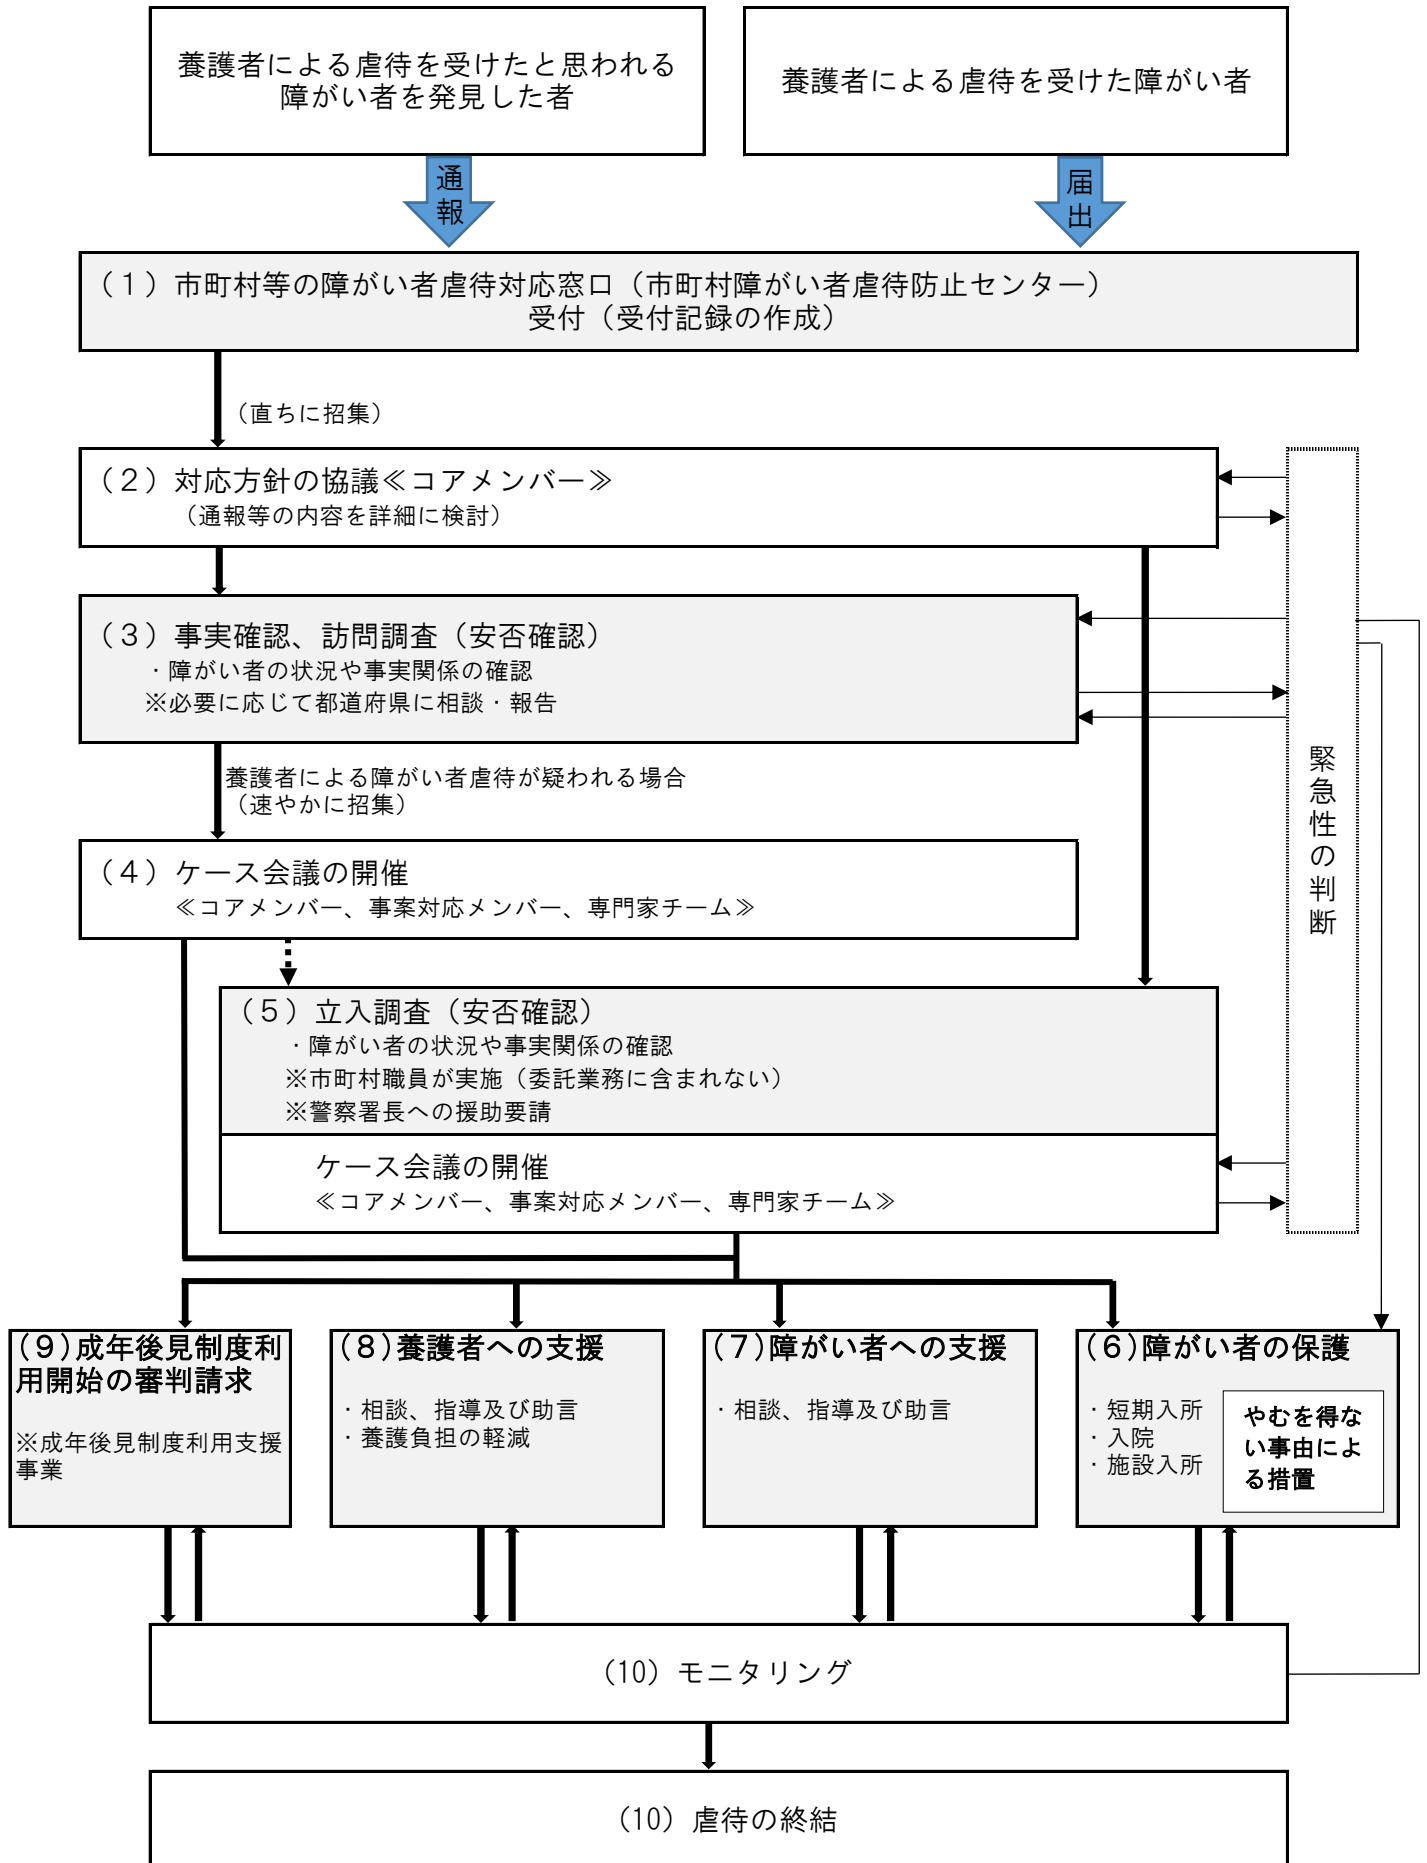 養護者による虐待を受けたと思われる
障がい者を発見した者
養護者による虐待を受けた障がい者
通報
届出
（１）市町村等の障がい者虐待対応窓口（市町村障がい者虐待防止センター）
受付（受付記録の作成）
（直ちに招集）
（２）対応方針の協議≪コアメンバー≫
（通報等の内容を詳細に検討）
（３）事実確認、訪問調査（安否確認）
・障がい者の状況や事実関係の確認
※必要に応じて都道府県に相談・報告
養護者による障がい者虐待が疑われる場合
（速やかに招集）
緊急性の判断
（４）ケース会議の開催
≪コアメンバー、事案対応メンバー、専門家チーム≫
（５）立入調査（安否確認）
・障がい者の状況や事実関係の確認
※市町村職員が実施（委託業務に含まれない）
※警察署長への援助要請
ケース会議の開催
≪コアメンバー、事案対応メンバー、専門家チーム≫
（９）成年後見制度利
用開始の審判請求
※成年後見制度利用支援
事業
（８）養護者への支援
・相談、指導及び助言
・養護負担の軽減
（７）障がい者への支援
・相談、指導及び助言
（６）障がい者の保護
・短期入所
・入院
・施設入所
やむを得な
い事由によ
る措置
（10）モニタリング
（10）虐待の終結